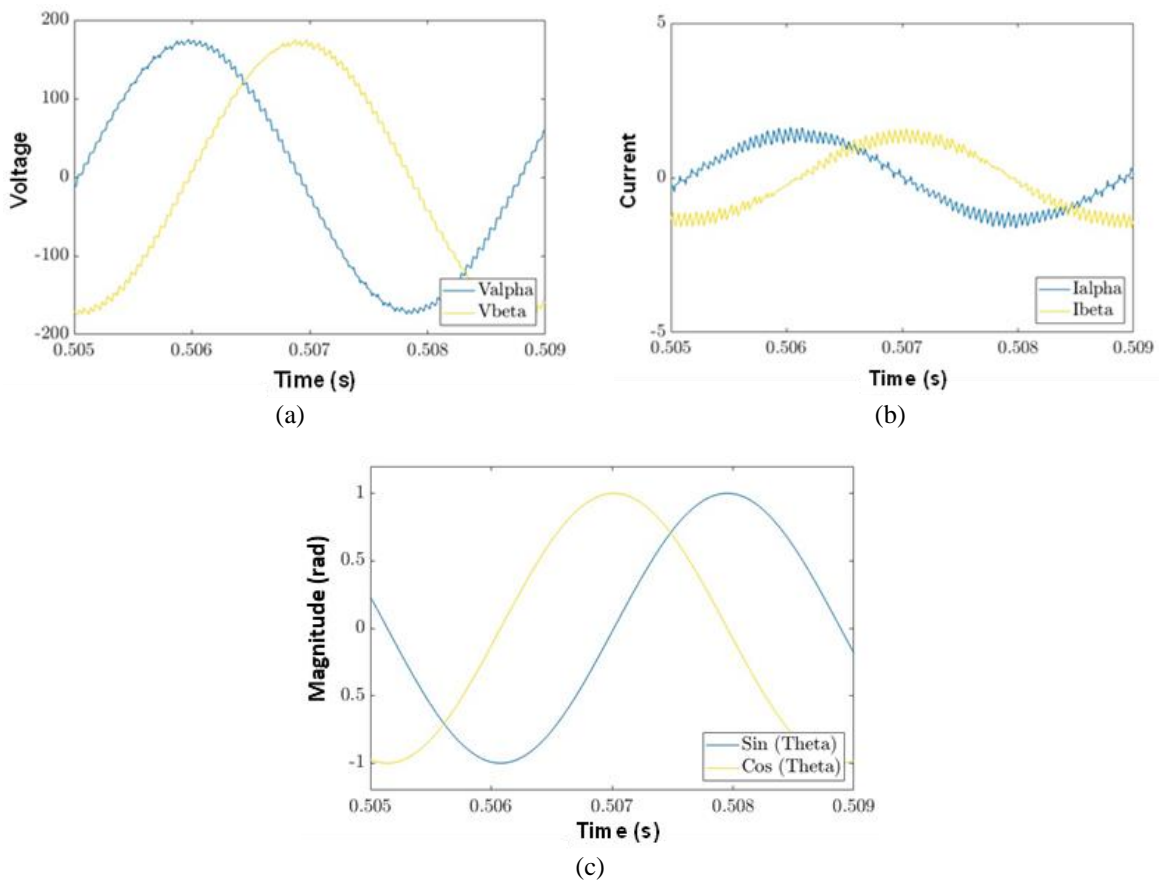 200
100
0
-100
-200
Voltage
0.505 0.506 0.507 0.508 0.509
Time (s)
Valpha
Vbeta
(a)
5
0
-5
Current
0.505 0.506 0.507 0.508 0.509
Time (s)
Ialpha
Ibeta
(b)
1
0.5
0
0.5
-1
Magnitude (rad)
0.505 0.506 0.507 0.508 0.509
Time (s)
Sin (Theta)
Cos (Theta)
(c)